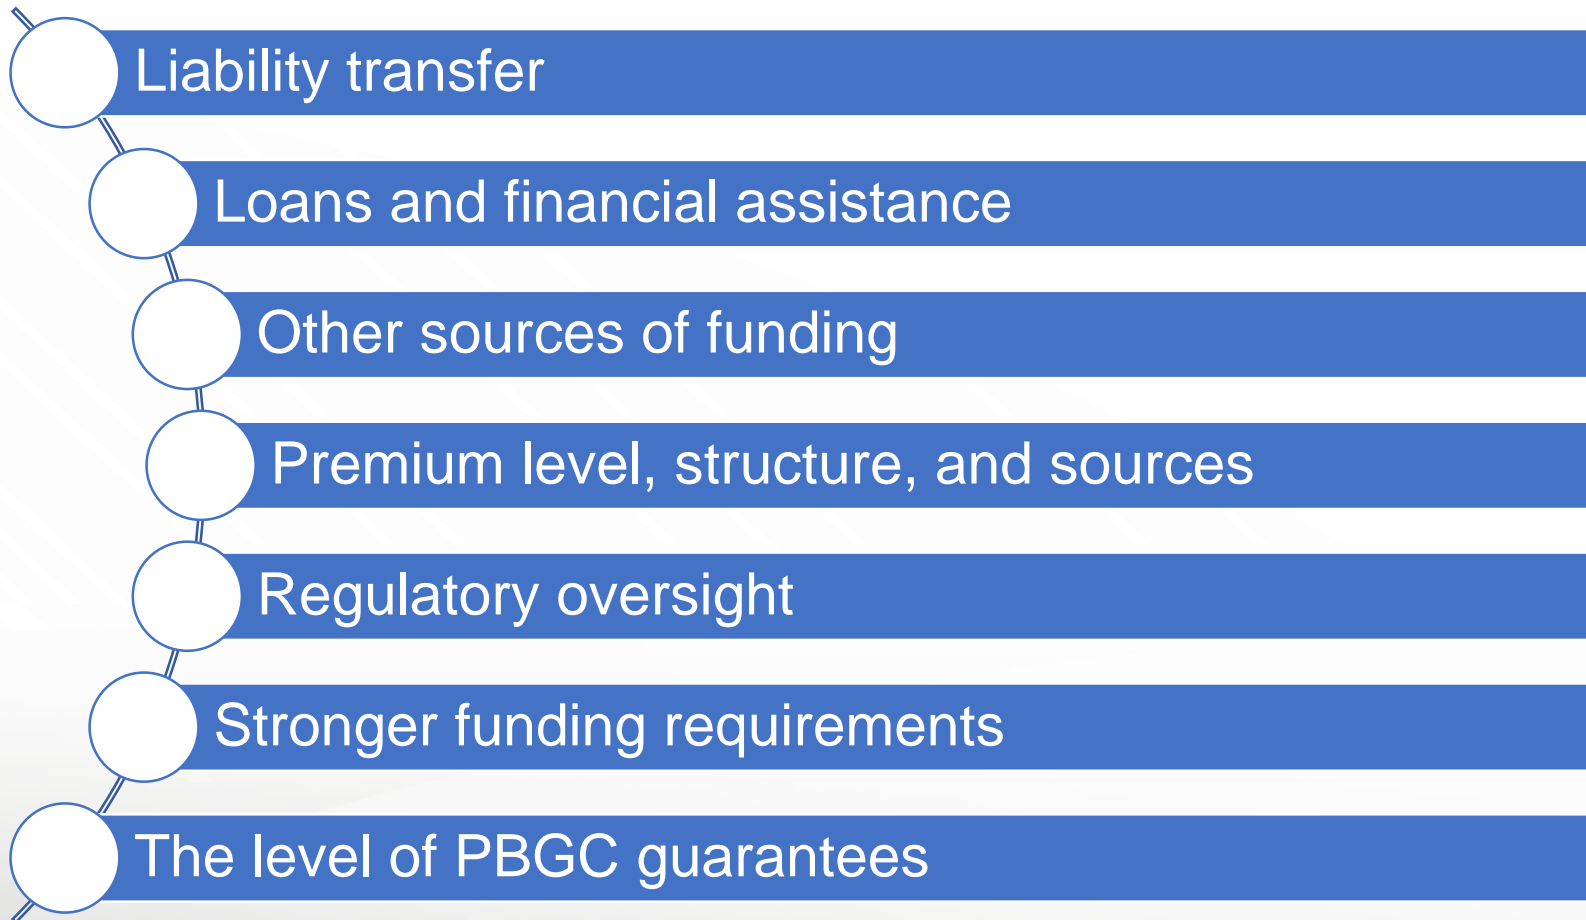 Liability transfer
Loans and financial assistance
Other sources of funding
Premium level, structure, and sources
Regulatory oversight
Stronger funding requirements
The level of PBGC guarantees